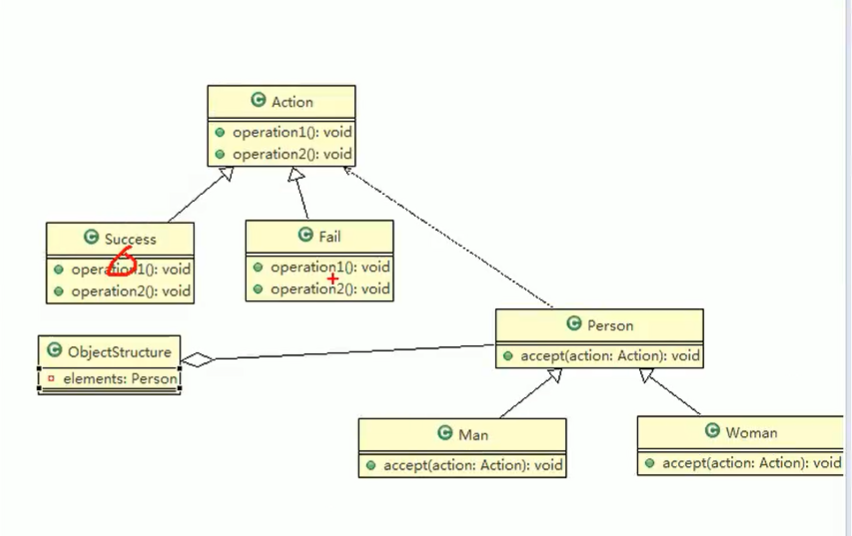 Action
operation1(): void
operation2(): void
Success
operation1(): void
operation2(): void
Fail
operation1(): void
operation2(): void
ObjectStructure
elements: Person
Person
accept(action: Action): void
Man
accept(action: Action): void
Woman
accept(action: Action): void
6